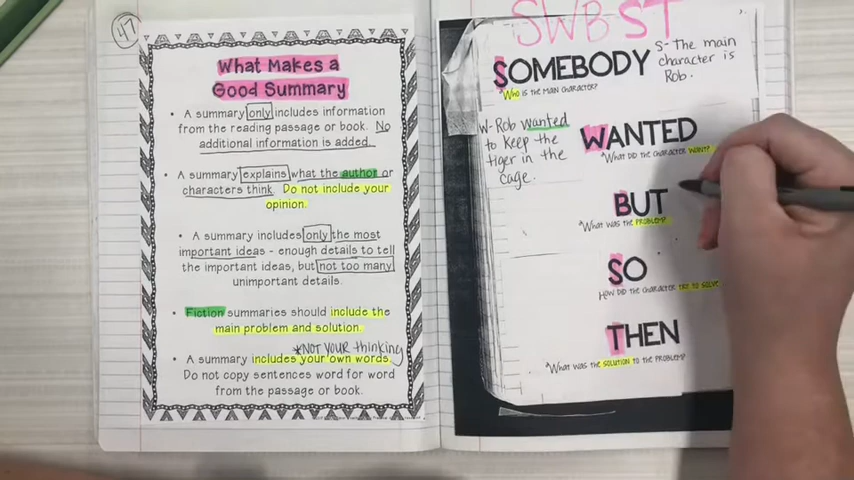 47
What Makes a
Good Summary
• A summary only includes information
from the reading passage or book. No
additional information is added.
• A summary explains what the author or
characters think. Do not include your
opinion.
• A summary includes only the most
important ideas - enough details to tell
the important ideas, but not too many
unimportant details.
• Fiction summaries should include the
main problem and solution.
*NOT YOUR thinking
• A summary includes your own words.
Do not copy sentences word for word
from the passage or book.
SWBST
SOMEBODY
*Who is the main character?
S- The main
character is
Rob.
W- Rob wanted
to keep the
tiger in the
cage.
WANTED
*What did the character want?
BUT
*What was the problem?
SO
How did the character try to solve
THEN
*What was the solution to the problem?